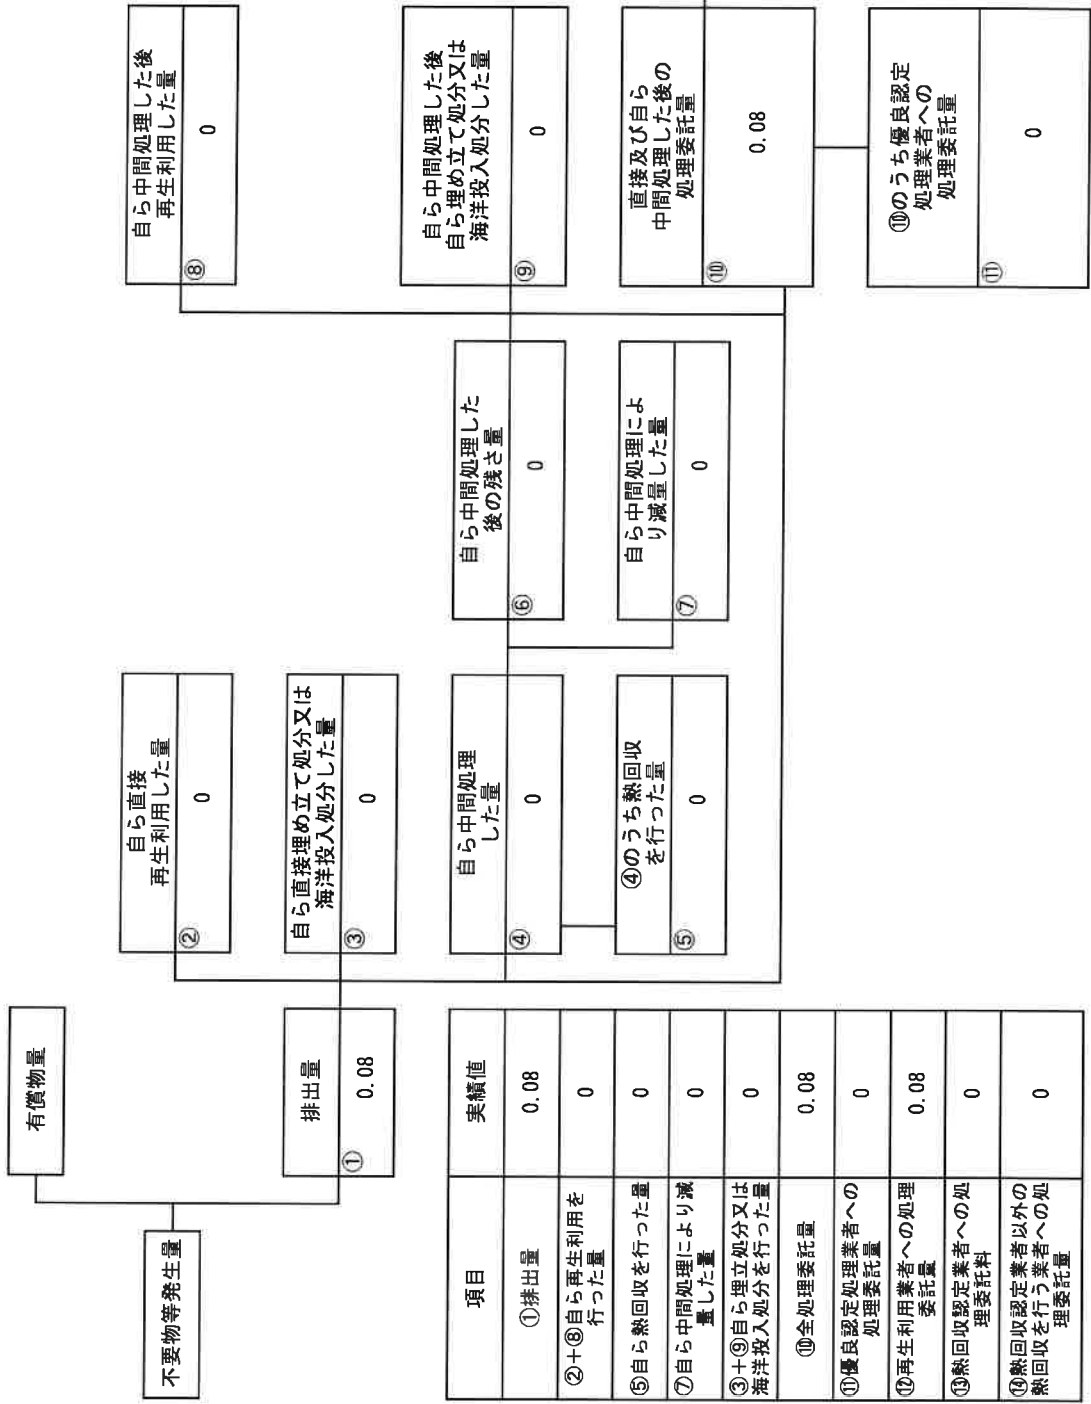 不要物等発生量
有償物量
排出量
①
0.08
自ら直接
再生利用した量
②
0
自ら直接埋め立て処分又は
海洋投入処分した量
③
0
自ら中間処理
した量
④
0
④のうち熱回収
を行った量
⑤
0
自ら中間処理した
後の残さ量
⑥
0
自ら中間処理によ
り減量した量
⑦
0
自ら中間処理した後
再生利用した量
⑧
0
自ら中間処理した後
自ら埋め立て処分又は
海洋投入処分した量
⑨
0
直接及び自ら
中間処理した後の
処理委託量
⑩
0.08
⑩のうち優良認定
処理業者への
処理委託量
⑪
0
項目
実績値
①排出量
0.08
②+⑧自ら再生利用を
行った量
0
⑤自ら熱回収を行った量
0
⑦自ら中間処理により減
量した量
0
③+⑨自ら埋立処分又は
海洋投入処分を行った量
0
⑩全処理委託量
0.08
⑪優良認定処理業者への
処理委託量
0
⑫再生利用業者への処理
委託量
0.08
⑬熱回収認定業者への処
理委託料
0
⑭熱回収認定業者以外の
熱回収を行う業者への処
理委託量
0